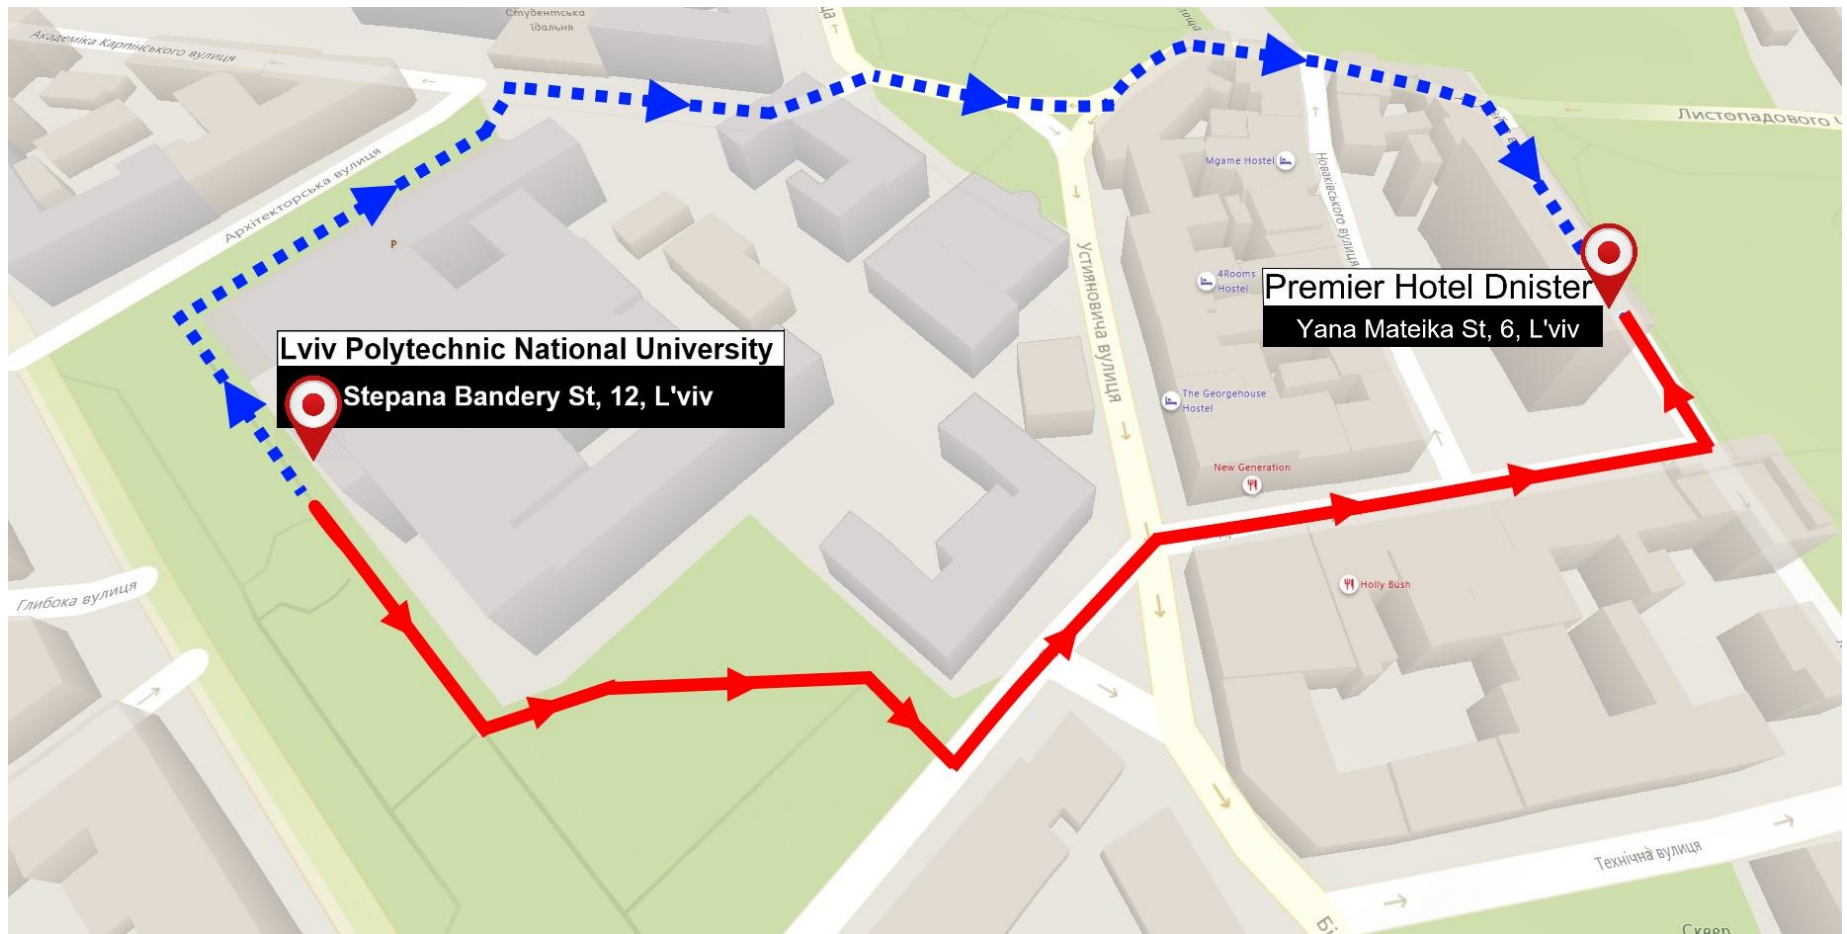 Студентська
їдальня
Академіка Карпінського вулиця
Листопадового
Архітекторська вулиця
P
Mgame Hostel
Новаківського вулиця
Устияновича вулиця
4Rooms
Hostel
Premier Hotel Dnister
Yana Mateika St, 6, L'viv
Lviv Polytechnic National University
Stepana Bandery St, 12, L'viv
The Georgehouse
Hostel
New Generation
Holly Bush
Глибока вулиця
Технічна вулиця
Сквер